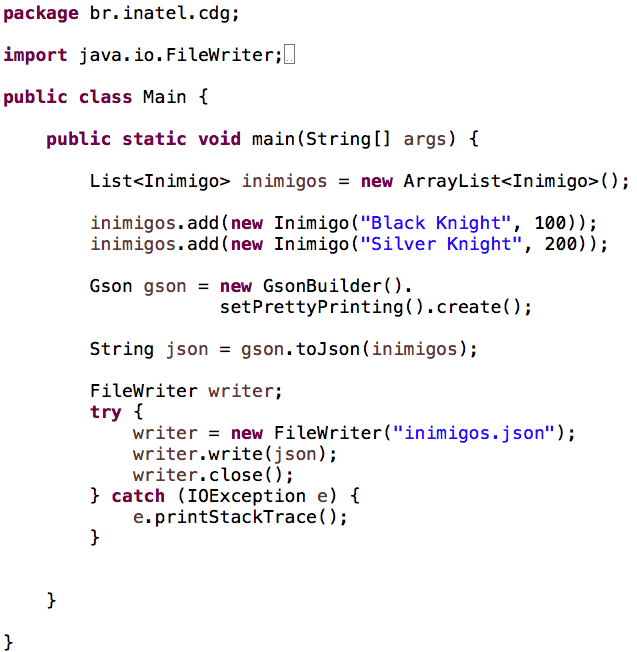 package br.inatel.cdg;
import java.io.FileWriter;
public class Main {
public static void main(String[] args) {
List<Inimigo> inimigos = new ArrayList<Inimigo>();
inimigos.add(new Inimigo("Black Knight", 100));
inimigos.add(new Inimigo("Silver Knight", 200));
Gson gson = new GsonBuilder().
setPrettyPrinting().create();
String json = gson.toJson(inimigos);
FileWriter writer;
try {
writer = new FileWriter("inimigos.json");
writer.write(json);
writer.close();
} catch (IOException e) {
e.printStackTrace();
}
}
}